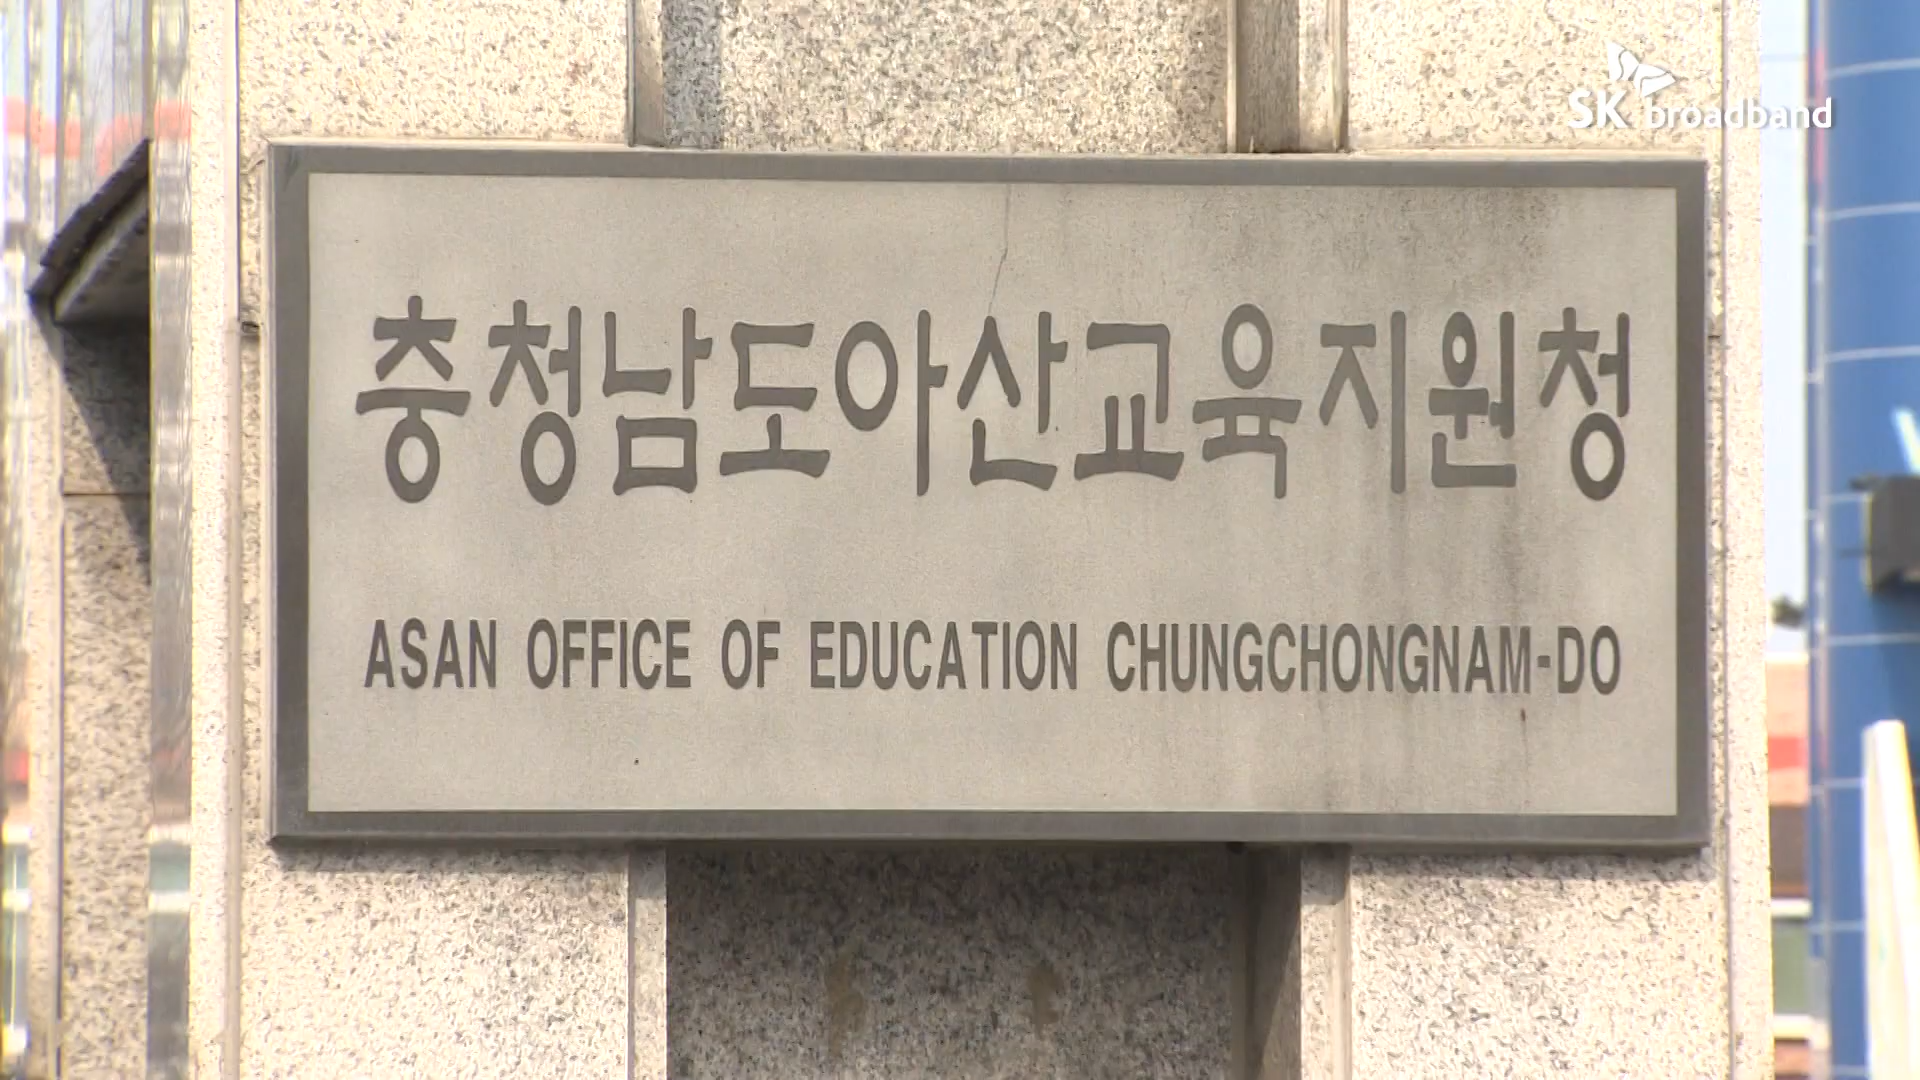 SK broadband
충청남도아산교육지원청
ASAN OFFICE OF EDUCATION CHUNGCHONGNAM-DO